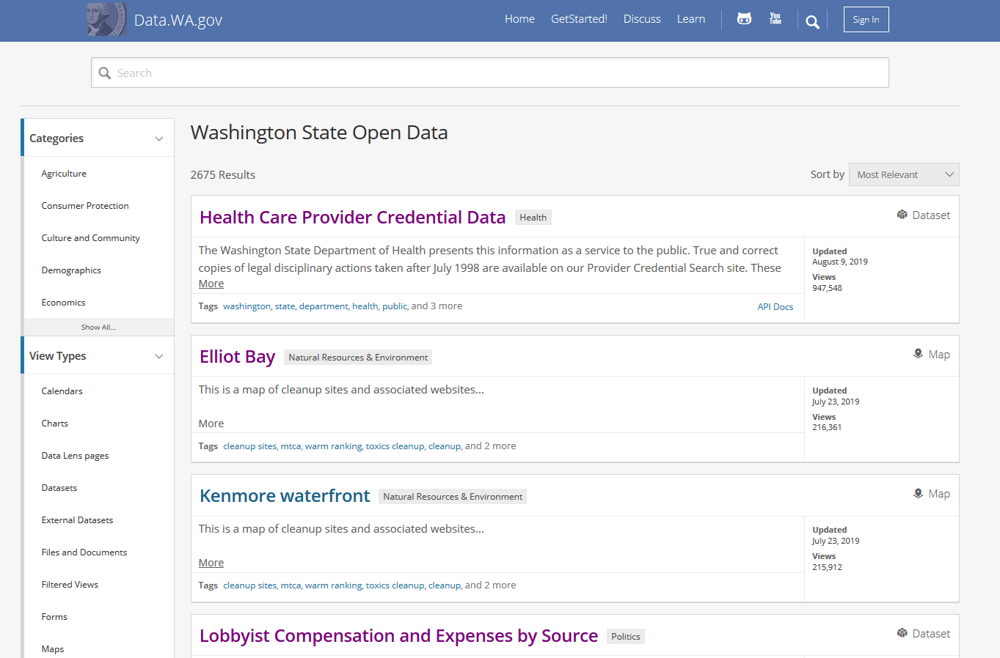 Data.WA.gov
Home GetStarted! Discuss Learn You Tube Sign In
Search
Categories
Agriculture
Consumer Protection
Culture and Community
Demographics
Economics
Show All...
View Types
Calendars
Charts
Data Lens pages
Datasets
External Datasets
Files and Documents
Filtered Views
Forms
Maps
Washington State Open Data
2675 Results
Sort by Most Relevant
Health Care Provider Credential Data Health Dataset
The Washington State Department of Health presents this information as a service to the public. True and correct
copies of legal disciplinary actions taken after July 1998 are available on our Provider Credential Search site. These
More
Tags washington, state, department, health, public, and 3 more API Docs
Updated
August 9, 2019
Views
947,548
Elliot Bay Natural Resources & Environment Map
This is a map of cleanup sites and associated websites...
More
Tags cleanup sites, mtca, warm ranking, toxics cleanup, cleanup, and 2 more
Updated
July 23, 2019
Views
216,361
Kenmore waterfront Natural Resources & Environment Map
This is a map of cleanup sites and associated websites...
More
Tags cleanup sites, mtca, warm ranking, toxics cleanup, cleanup, and 2 more
Updated
July 23, 2019
Views
215,912
Lobbyist Compensation and Expenses by Source Politics Dataset